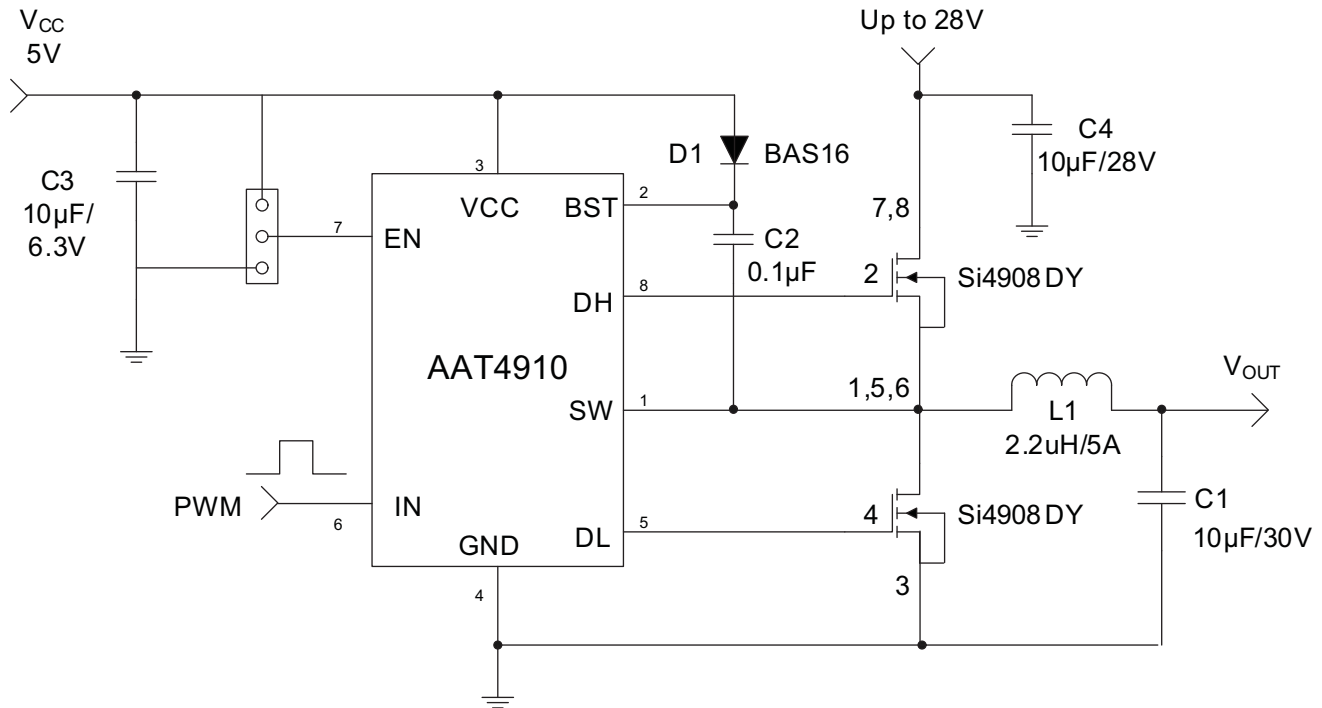 V_CC
5V
Up to 28V
C3
10µF/
6.3V
D1
BAS16
C4
10µF/28V
3
VCC
BST
2
7
EN
C2
0.1µF
7,8
DH
8
2
Si4908DY
AAT4910
SW
1
1,5,6
V_OUT
L1
2.2uH/5A
PWM
6
IN
GND
4
DL
5
4
Si4908DY
3
C1
10µF/30V